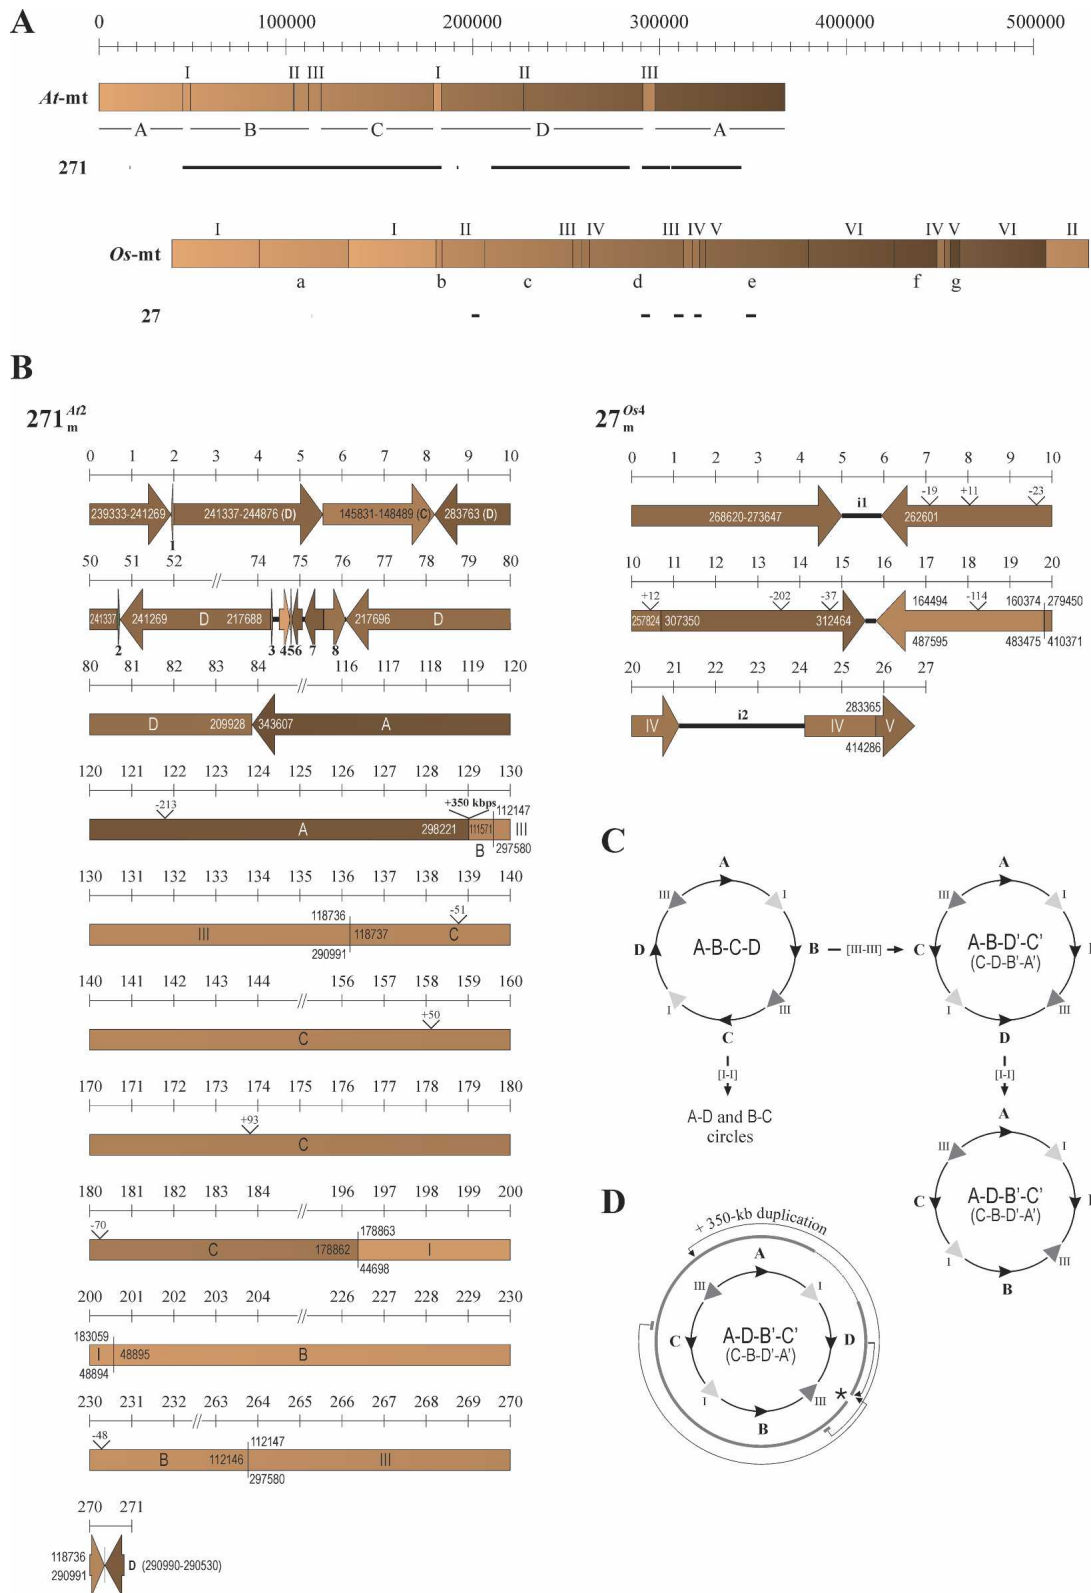 A
0 100000 200000 300000 400000 500000
I II III I II III
At-mt
A B C D A
271
I I II III IV III IV V VI IV V VI II
Os-mt
a b c d e f g
27
B
271 m At2
0 1 2 3 4 5 6 7 8 9 10
239333-241269 241337-244876 (D) 145831-148489 (C) 283763 (D)
1
50 51 52 // 74 75 76 77 78 79 80
241337 241269 D 217688 217696 D
2 3 4 5 6 7 8
80 81 82 83 84 // 116 117 118 119 120
D 209928 343607 A
120 121 122 123 124 125 126 127 128 129 130
-213 +350 kbps 112147
A 298221 111571 III
B 297580
130 131 132 133 134 135 136 137 138 139 140
118736 -51
III 118737 C
290991
140 141 142 143 144 // 156 157 158 159 160
+50
C
170 171 172 173 174 175 176 177 178 179 180
+93
C
180 181 182 183 184 // 196 197 198 199 200
-70 178863
C 178862 I
44698
200 201 202 203 204 // 226 227 228 229 230
183059
I 48895 B
48894
230 231 232 // 263 264 265 266 267 268 269 270
-48 112147
B 112146 III
297580
270 271
118736
290991
D (290990-290530)
27 m Os4
0 1 2 3 4 5 6 7 8 9 10
i1 -19 +11 -23
268620-273647 262601
10 11 12 13 14 15 16 17 18 19 20
+12 -202 -37 164494 -114 160374 279450
257824 307350 312464
487595 483475 410371
20 21 22 23 24 25 26 27
i2 283365
IV IV V
414286
C
A
III I
D A-B-C-D B
I III
C
[III-III]
A
III I
C A-B-D'-C'
(C-D-B'-A')
I III
D
[I-I]
A-D and B-C
circles
[I-I]
A
III I
C A-D-B'-C'
(C-B-D'-A')
I III
B
D
+ 350-kb duplication
A
III I
C A-D-B'-C' D
(C-B-D'-A')
I III *
B